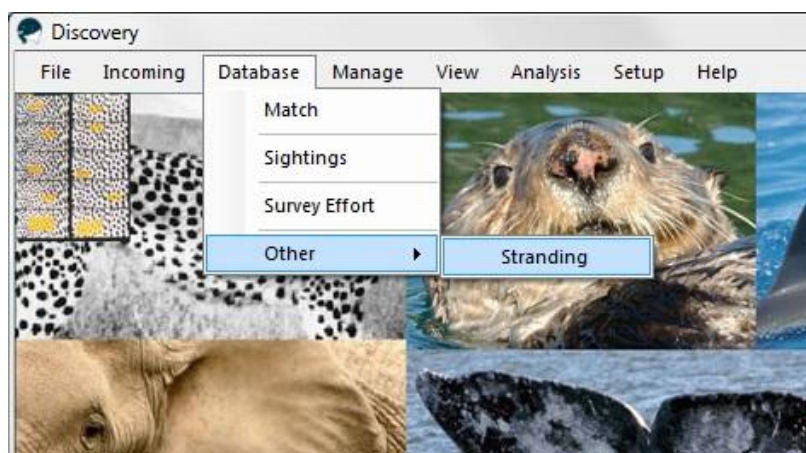 Discovery
File Incoming Database Manage View Analysis Setup Help
Match
Sightings
Survey Effort
Other Stranding